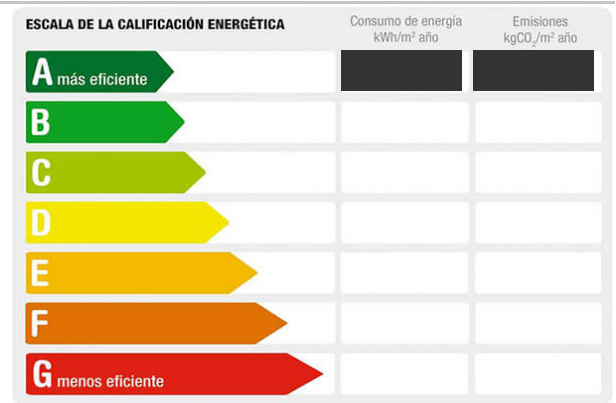 ESCALA DE LA CALIFICACIÓN ENERGÉTICA
Consumo de energía
kWh/m² año
Emisiones
kgCO₂/m² año
A más eficiente
B
C
D
E
F
G menos eficiente